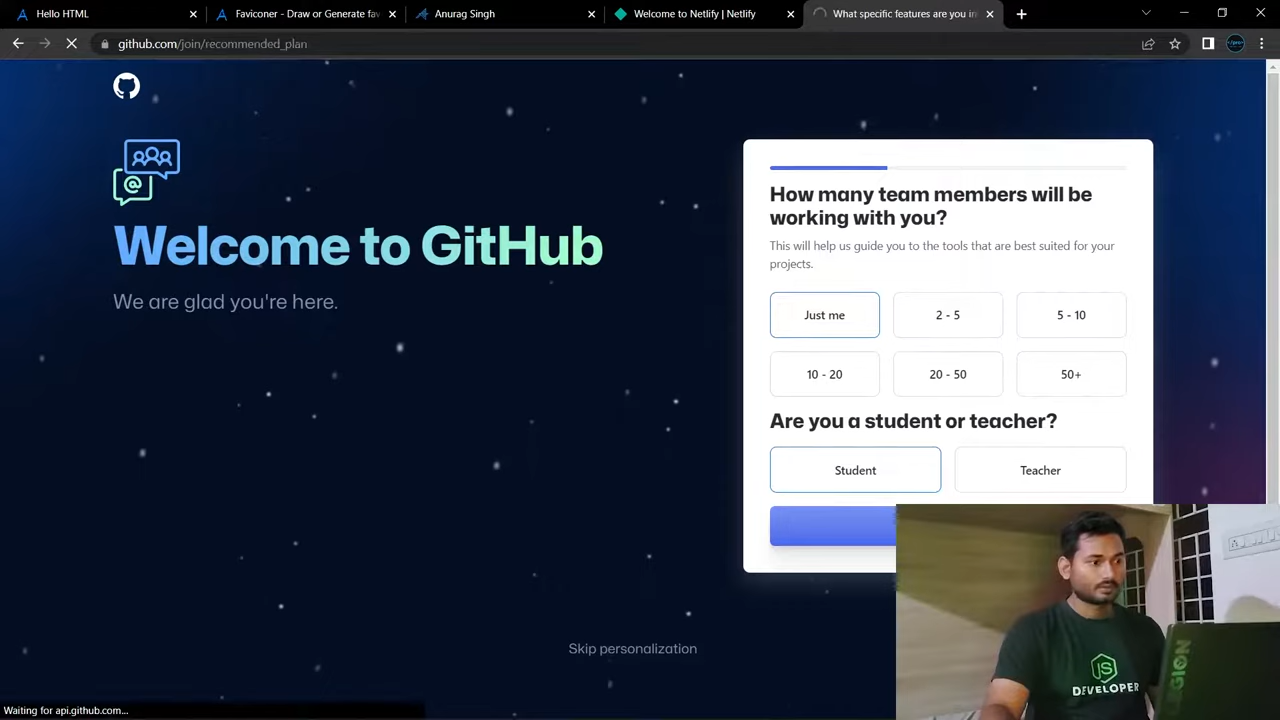 Hello HTML
Faviconer - Draw or Generate fav
Anurag Singh
Welcome to Netlify | Netlify
What specific features are you in
github.com/join/recommended_plan
Welcome to GitHub
We are glad you're here.
How many team members will be
working with you?
This will help us guide you to the tools that are best suited for your
projects.
Just me
2 - 5
5 - 10
10 - 20
20 - 50
50+
Are you a student or teacher?
Student
Teacher
Skip personalization
JS
DEVELOPER
LEGION
Waiting for api.github.com...